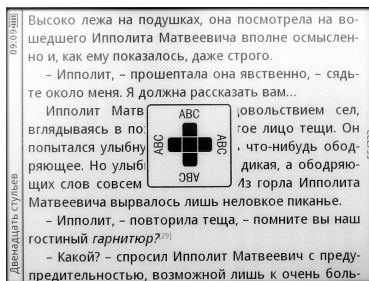 Высоко лежа на подушках, она посмотрела на во-
шедшего Ипполита Матвеевича вполне осмыслен-
но и, как ему показалось, даже строго.
– Ипполит, – прошептала она явственно, – сядь-
те около меня. Я должна рассказать вам...
Ипполит Матв довольствием сел,
вглядываясь в по гое лицо тещи. Он
попытался улыбну что-нибудь обод-
ряющее. Но улыб дикая, а ободряю-
щих слов совсем Из горла Ипполита
Матвеевича вырвалось лишь неловкое пиканье.
– Ипполит, – повторила теща, – помните вы наш
гостиный гарнитюр?[29]
– Какой? – спросил Ипполит Матвеевич с преду-
предительностью, возможной лишь к очень боль-
ABC
ABC
ABC
ABC
09:09
Двенадцать стульев